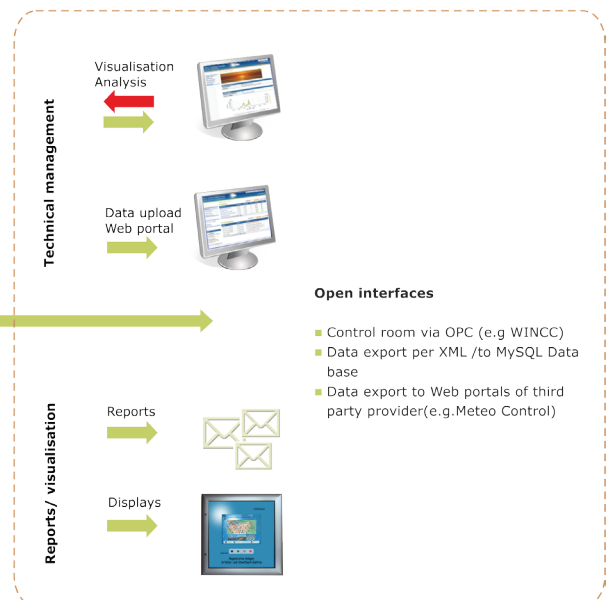 Technical management
Visualisation
Analysis
Data upload
Web portal
Open interfaces
Control room via OPC (e.g WINCC)
Data export per XML /to MySQL Data
base
Data export to Web portals of third
party provider(e.g.Meteo Control)
Reports/ visualisation
Reports
Displays